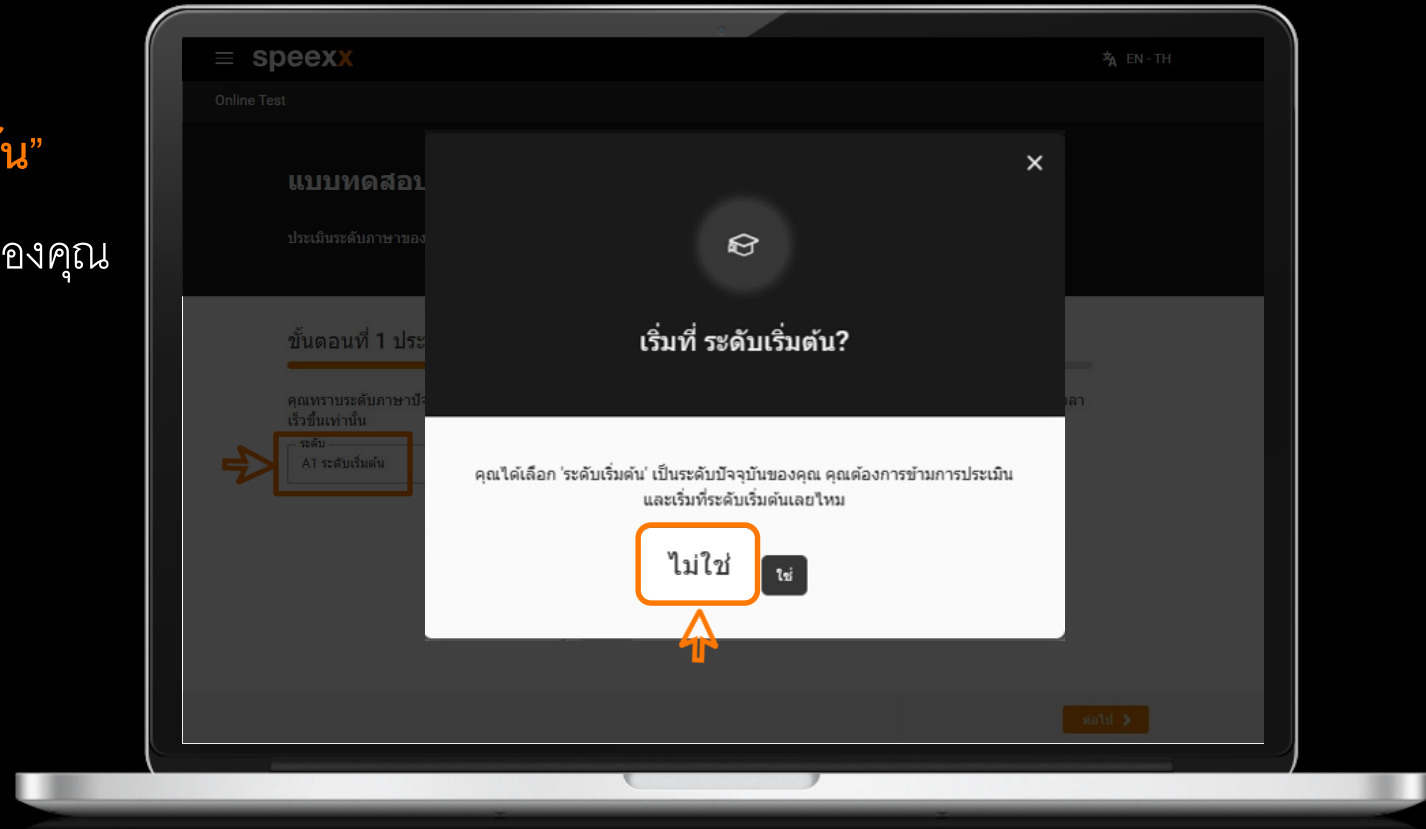 speexx
EN - TH
Online Test
ั้น”
องคุณ
แบบทดสอบ
ประเมินระดับภาษาของ
เริ่มที่ ระดับเริ่มต้น?
ขั้นตอนที่ 1 ประ
คุณทราบระดับภาษาปัจ
ลา
เร็วขึ้นเท่านั้น
ระดับ
A1 ระดับเริ่มต้น
คุณได้เลือก 'ระดับเริ่มต้น' เป็นระดับปัจจุบันของคุณ คุณต้องการข้ามการประเมิน
และเริ่มที่ระดับเริ่มต้นเลยไหม
ไม่ใช่
ใช่
ต่อไป